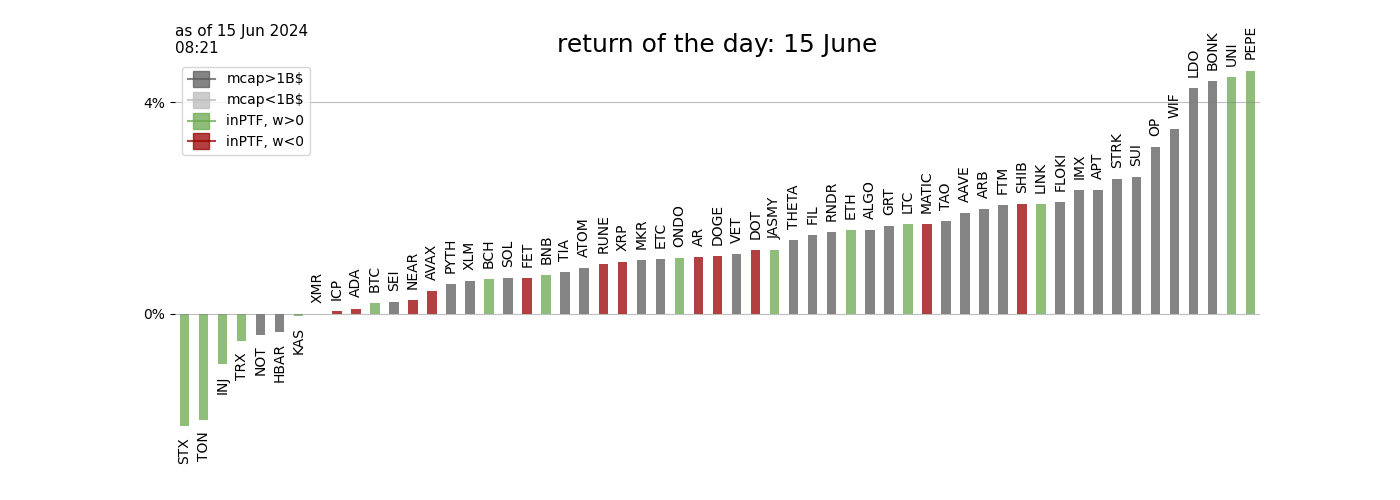 as of 15 Jun 2024
08:21
return of the day: 15 June
mcap>1B$
mcap<1B$
inPTF, w>0
inPTF, w<0
4%
0%
STX
TON
INJ
TRX
NOT
HBAR
KAS
XMR
ICP
ADA
BTC
SEI
NEAR
AVAX
PYTH
XLM
BCH
SOL
FET
BNB
TIA
ATOM
RUNE
XRP
MKR
ETC
ONDO
AR
DOGE
VET
DOT
JASMY
THETA
FIL
RNDR
ETH
ALGO
GRT
LTC
MATIC
TAO
AAVE
ARB
FTM
SHIB
LINK
FLOKI
IMX
APT
STRK
SUI
OP
WIF
LDO
BONK
UNI
PEPE